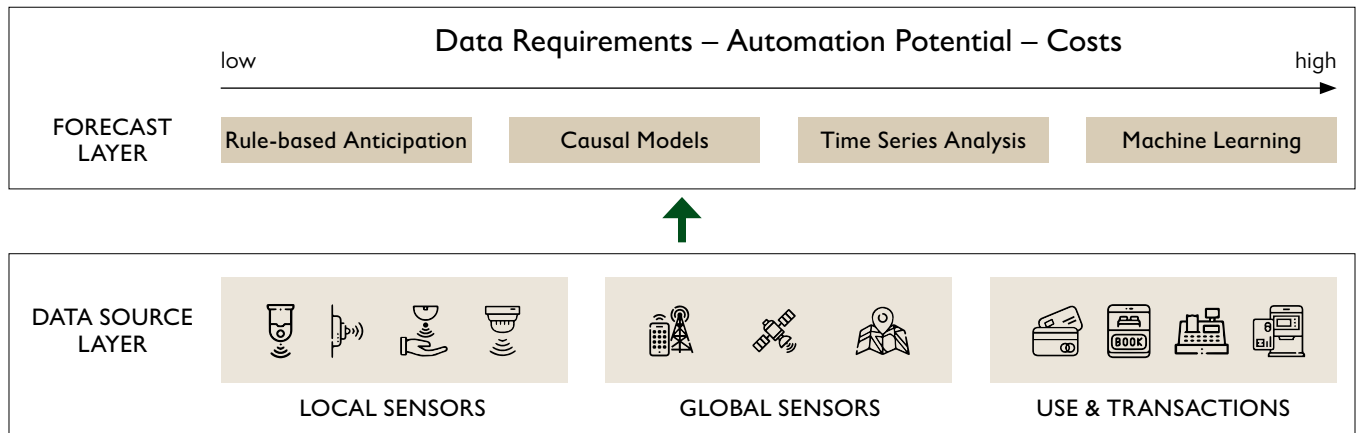 Data Requirements – Automation Potential – Costs
low
high
FORECAST
LAYER
Rule-based Anticipation
Causal Models
Time Series Analysis
Machine Learning
DATA SOURCE
LAYER
BOOK
LOCAL SENSORS
GLOBAL SENSORS
USE & TRANSACTIONS